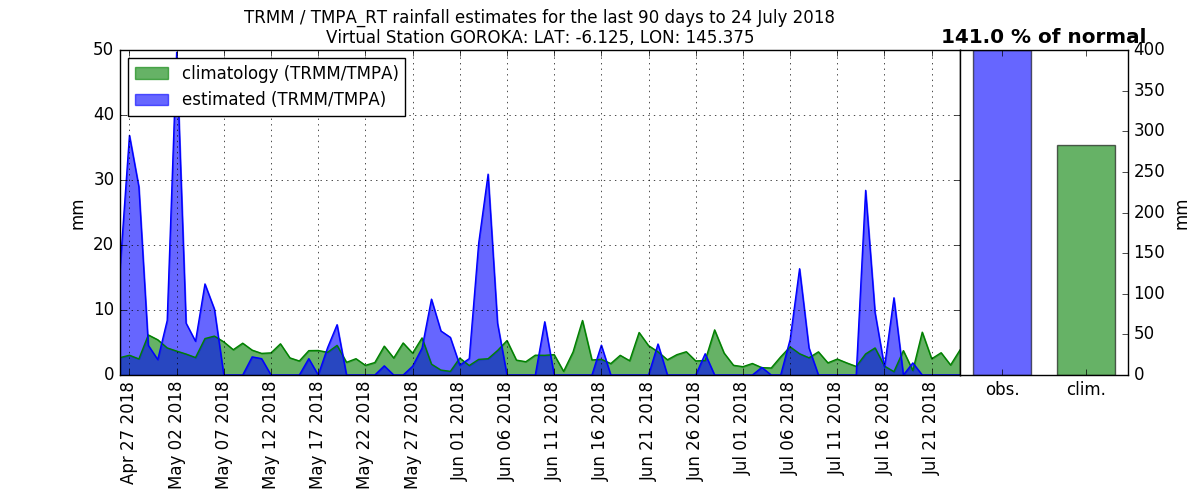 TRMM / TMPA_RT rainfall estimates for the last 90 days to 24 July 2018
Virtual Station GOROKA: LAT: -6.125, LON: 145.375
141.0 % of normal
climatology (TRMM/TMPA)
estimated (TRMM/TMPA)
50
40
30
20
10
0
mm
Apr 27 2018
May 02 2018
May 07 2018
May 12 2018
May 17 2018
May 22 2018
May 27 2018
Jun 01 2018
Jun 06 2018
Jun 11 2018
Jun 16 2018
Jun 21 2018
Jun 26 2018
Jul 01 2018
Jul 06 2018
Jul 11 2018
Jul 16 2018
Jul 21 2018
obs.
clim.
400
350
300
250
200
150
100
50
0
mm